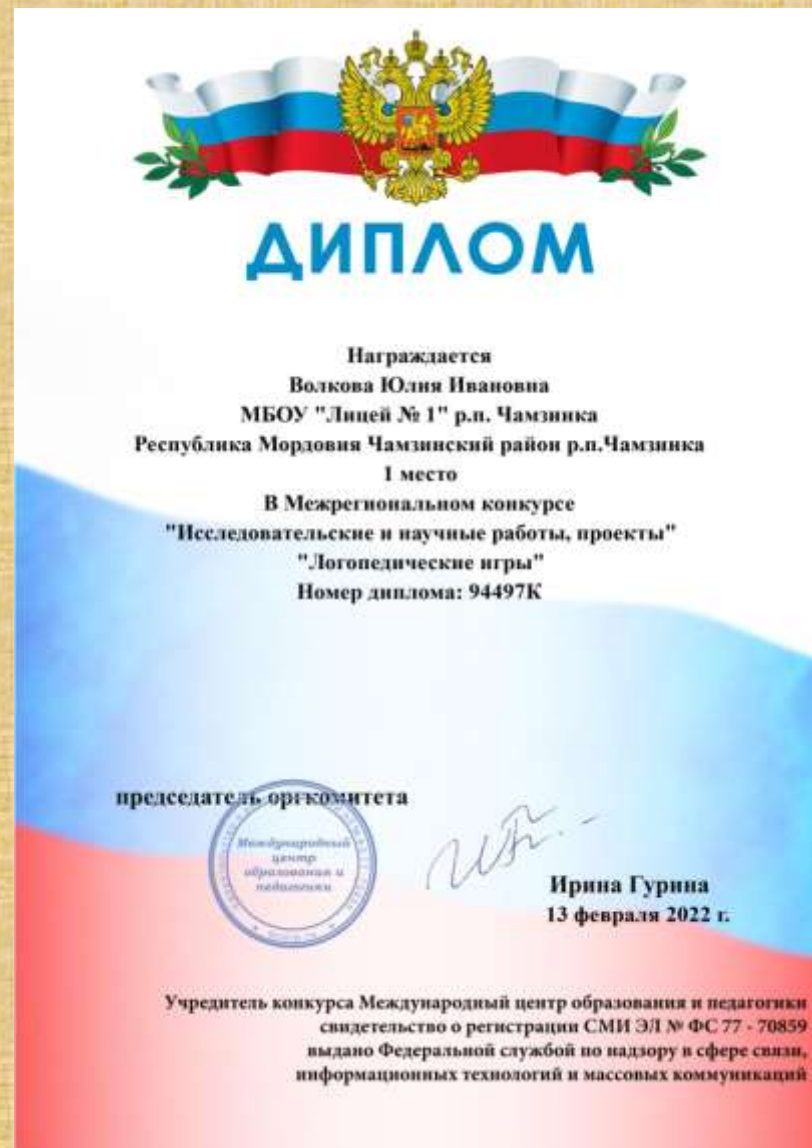 ДИПЛОМ
Награждается
Волкова Юлия Ивановна
МБОУ "Лицей № 1" р.п. Чамзинка
Республика Мордовия Чамзинский район р.п.Чамзинка
1 место
В Межрегиональном конкурсе
"Исследовательские и научные работы, проекты"
"Логопедические игры"
Номер диплома: 94497К
председатель оргкомитета
Международный
центр
образования и
педагогики
Ирина Гурина
13 февраля 2022 г.
Учредитель конкурса Международный центр образования и педагогики
свидетельство о регистрации СМИ ЭЛ № ФС 77 - 70859
выдано Федеральной службой по надзору в сфере связи,
информационных технологий и массовых коммуникаций